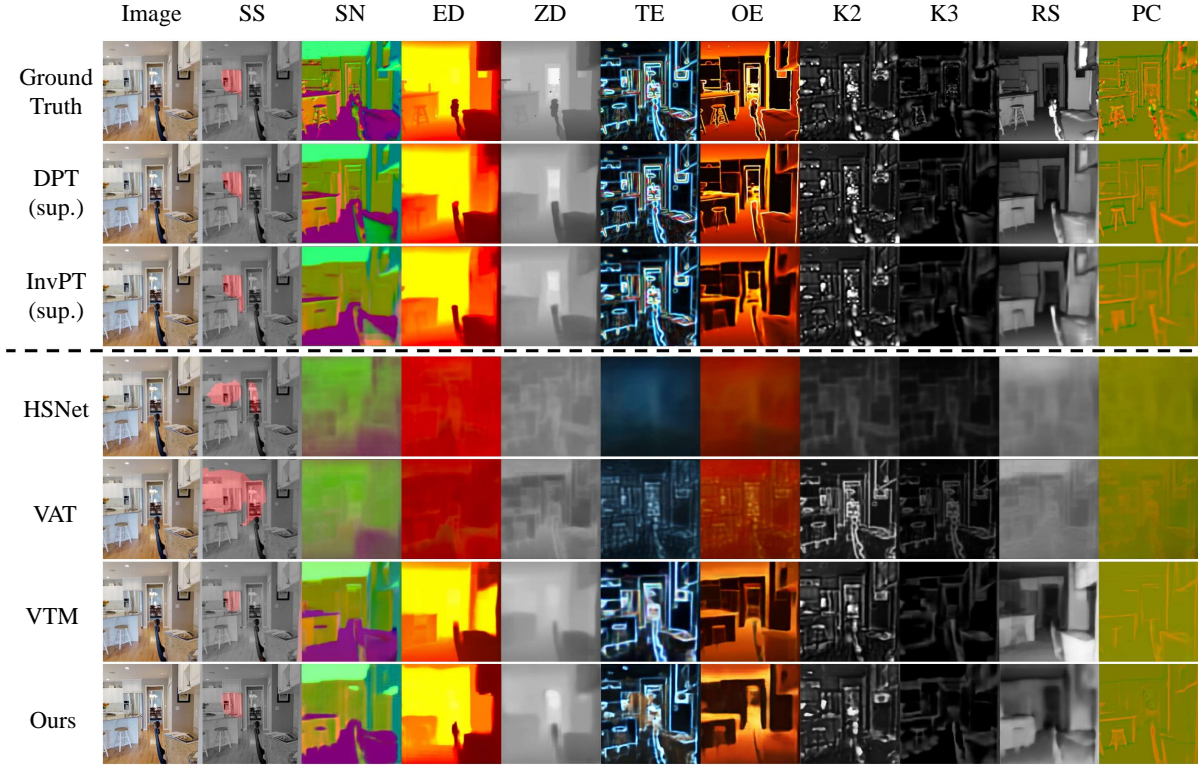 Image SS SN ED ZD TE OE K2 K3 RS PC
Ground
Truth
DPT
(sup.)
InvPT
(sup.)
HSNet
VAT
VTM
Ours